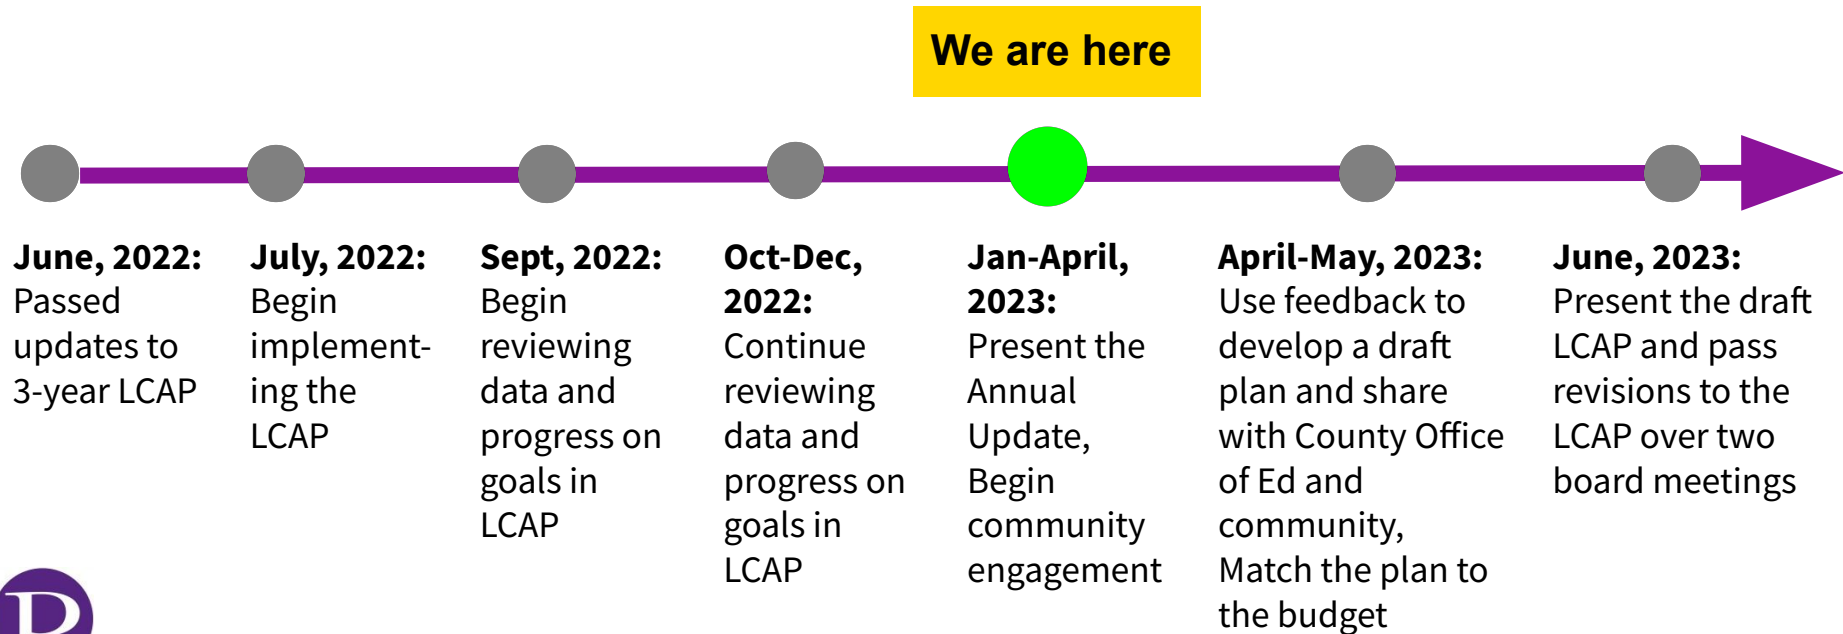 We are here
June, 2022:
Passed
updates to
3-year LCAP
July, 2022:
Begin
implement-
ing the
LCAP
Sept, 2022:
Begin
reviewing
data and
progress on
goals in
LCAP
Oct-Dec,
2022:
Continue
reviewing
data and
progress on
goals in
LCAP
Jan-April,
2023:
Present the
Annual
Update,
Begin
community
engagement
April-May, 2023:
Use feedback to
develop a draft
plan and share
with County Office
of Ed and
community,
Match the plan to
the budget
June, 2023:
Present the draft
LCAP and pass
revisions to the
LCAP over two
board meetings